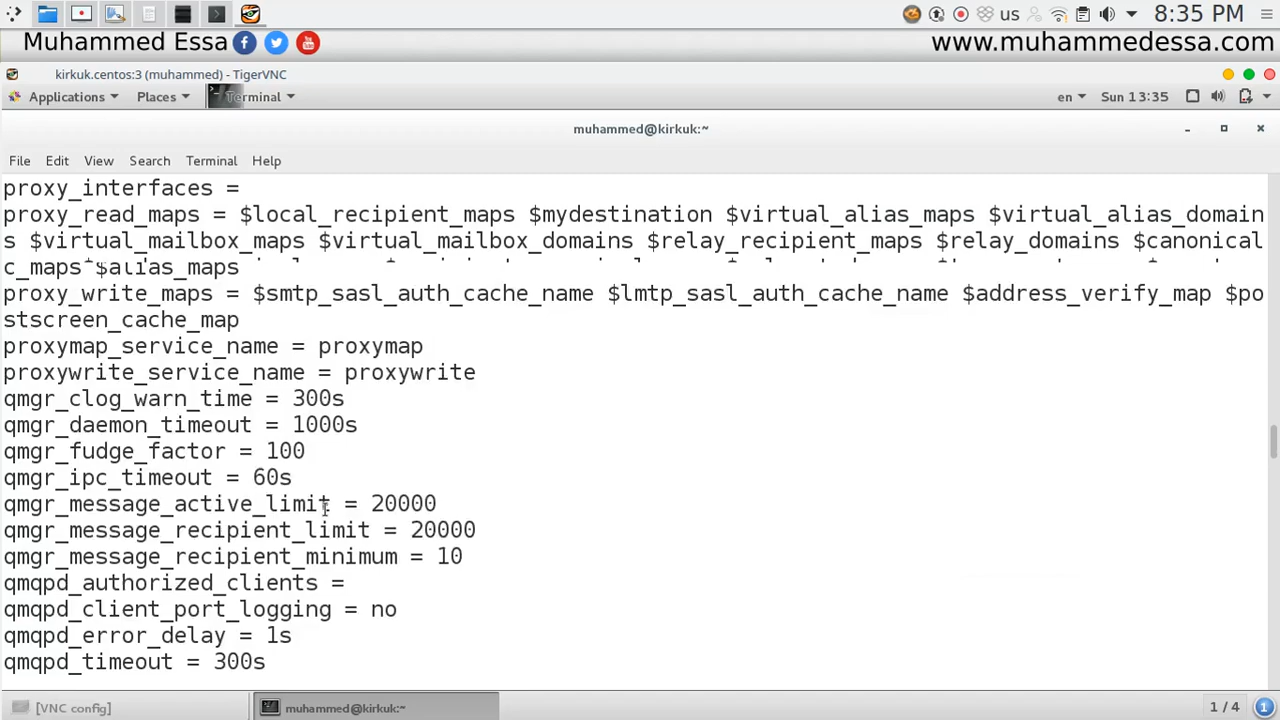 us
8:35 PM
Muhammed Essa
www.muhammedessa.com
kirkuk.centos:3 (muhammed) - TigerVNC
Applications Places Terminal en Sun 13:35
muhammed@kirkuk:~
File Edit View Search Terminal Help
proxy_interfaces =
proxy_read_maps = $local_recipient_maps $mydestination $virtual_alias_maps $virtual_alias_domain
s $virtual_mailbox_maps $virtual_mailbox_domains $relay_recipient_maps $relay_domains $canonical
c_maps $alias_maps
proxy_write_maps = $smtp_sasl_auth_cache_name $lmtp_sasl_auth_cache_name $address_verify_map $po
stscreen_cache_map
proxymap_service_name = proxymap
proxywrite_service_name = proxywrite
qmgr_clog_warn_time = 300s
qmgr_daemon_timeout = 1000s
qmgr_fudge_factor = 100
qmgr_ipc_timeout = 60s
qmgr_message_active_limit = 20000
qmgr_message_recipient_limit = 20000
qmgr_message_recipient_minimum = 10
qmqpd_authorized_clients =
qmqpd_client_port_logging = no
qmqpd_error_delay = 1s
qmqpd_timeout = 300s
[VNC config] muhammed@kirkuk:~ 1 / 4 1